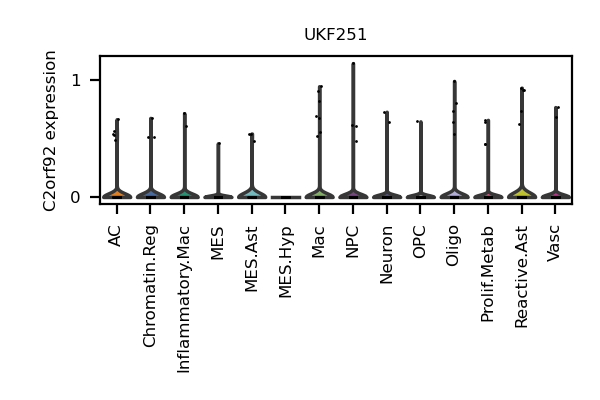 UKF251
C2orf92 expression
1
0
AC
Chromatin.Reg
Inflammatory.Mac
MES
MES.Ast
MES.Hyp
Mac
NPC
Neuron
OPC
Oligo
Prolif.Metab
Reactive.Ast
Vasc